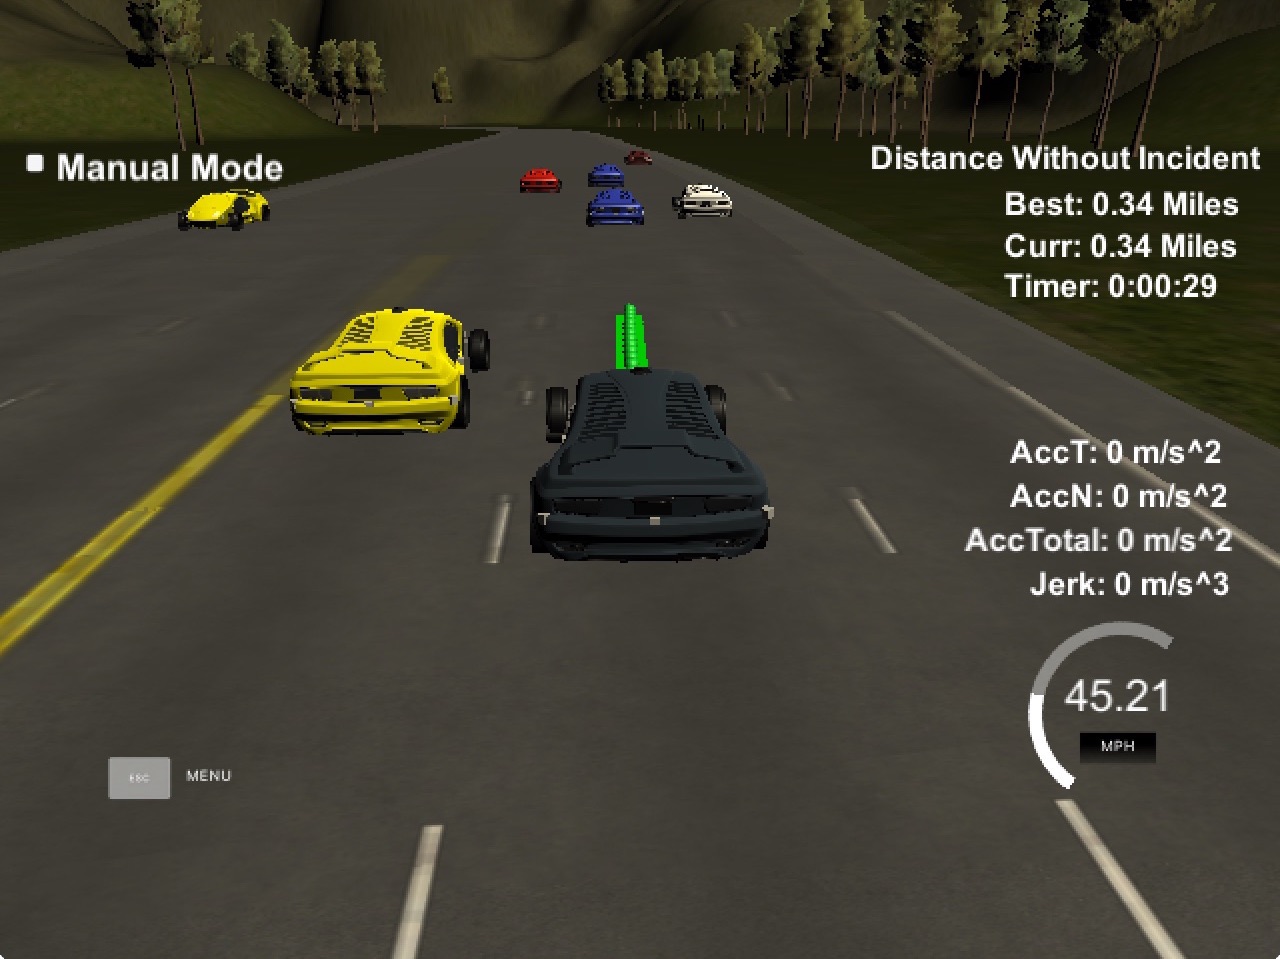 Manual Mode
Distance Without Incident
Best: 0.34 Miles
Curr: 0.34 Miles
Timer: 0:00:29
AccT: 0 m/s^2
AccN: 0 m/s^2
AccTotal: 0 m/s^2
Jerk: 0 m/s^3
45.21
MPH
ESC MENU